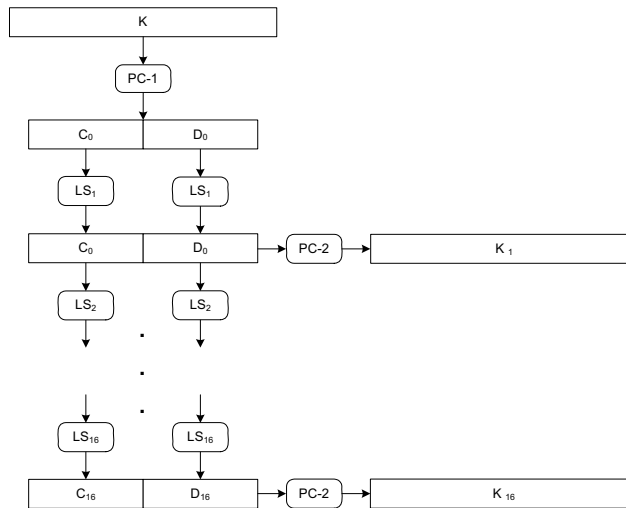 K
PC-1
C₀ D₀
LS₁ LS₁
C₀ D₀ PC-2 K ₁
LS₂ LS₂
.
.
.
LS₁₆ LS₁₆
C₁₆ D₁₆ PC-2 K ₁₆